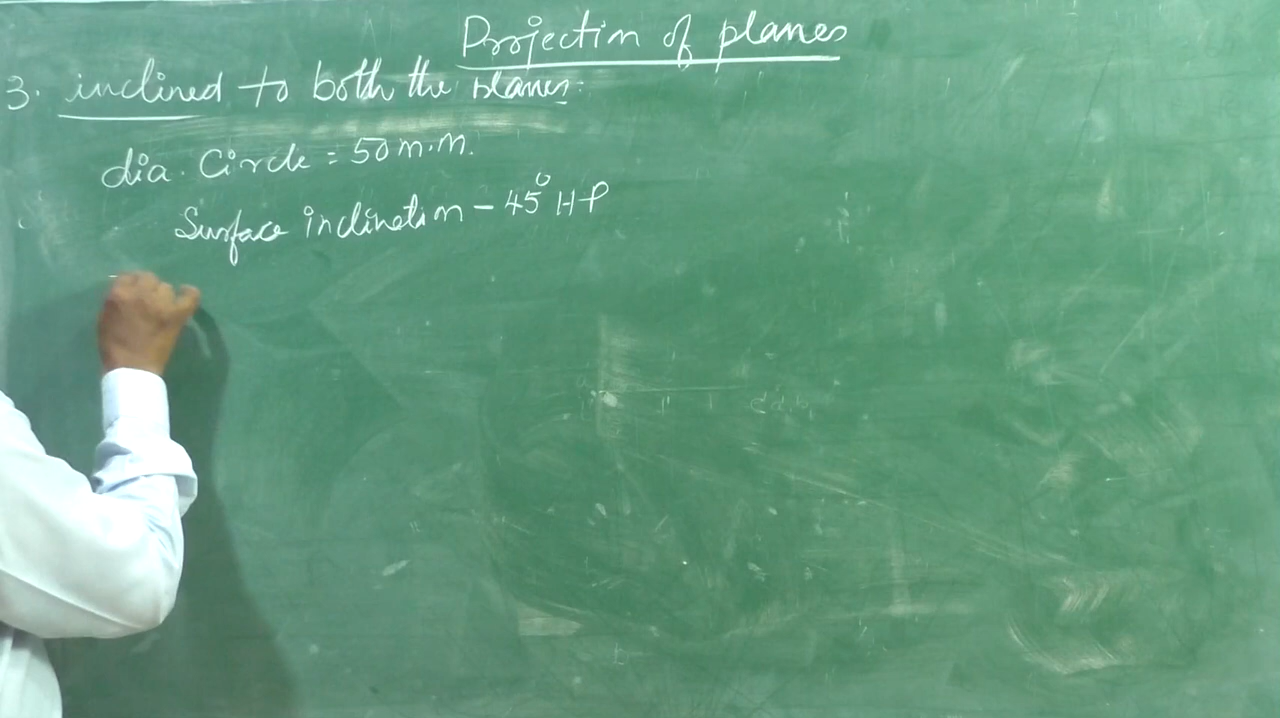 Projection of planes
3. inclined to both the planes:
dia. Circle = 50 m.m.
Surface inclination - 45° HP